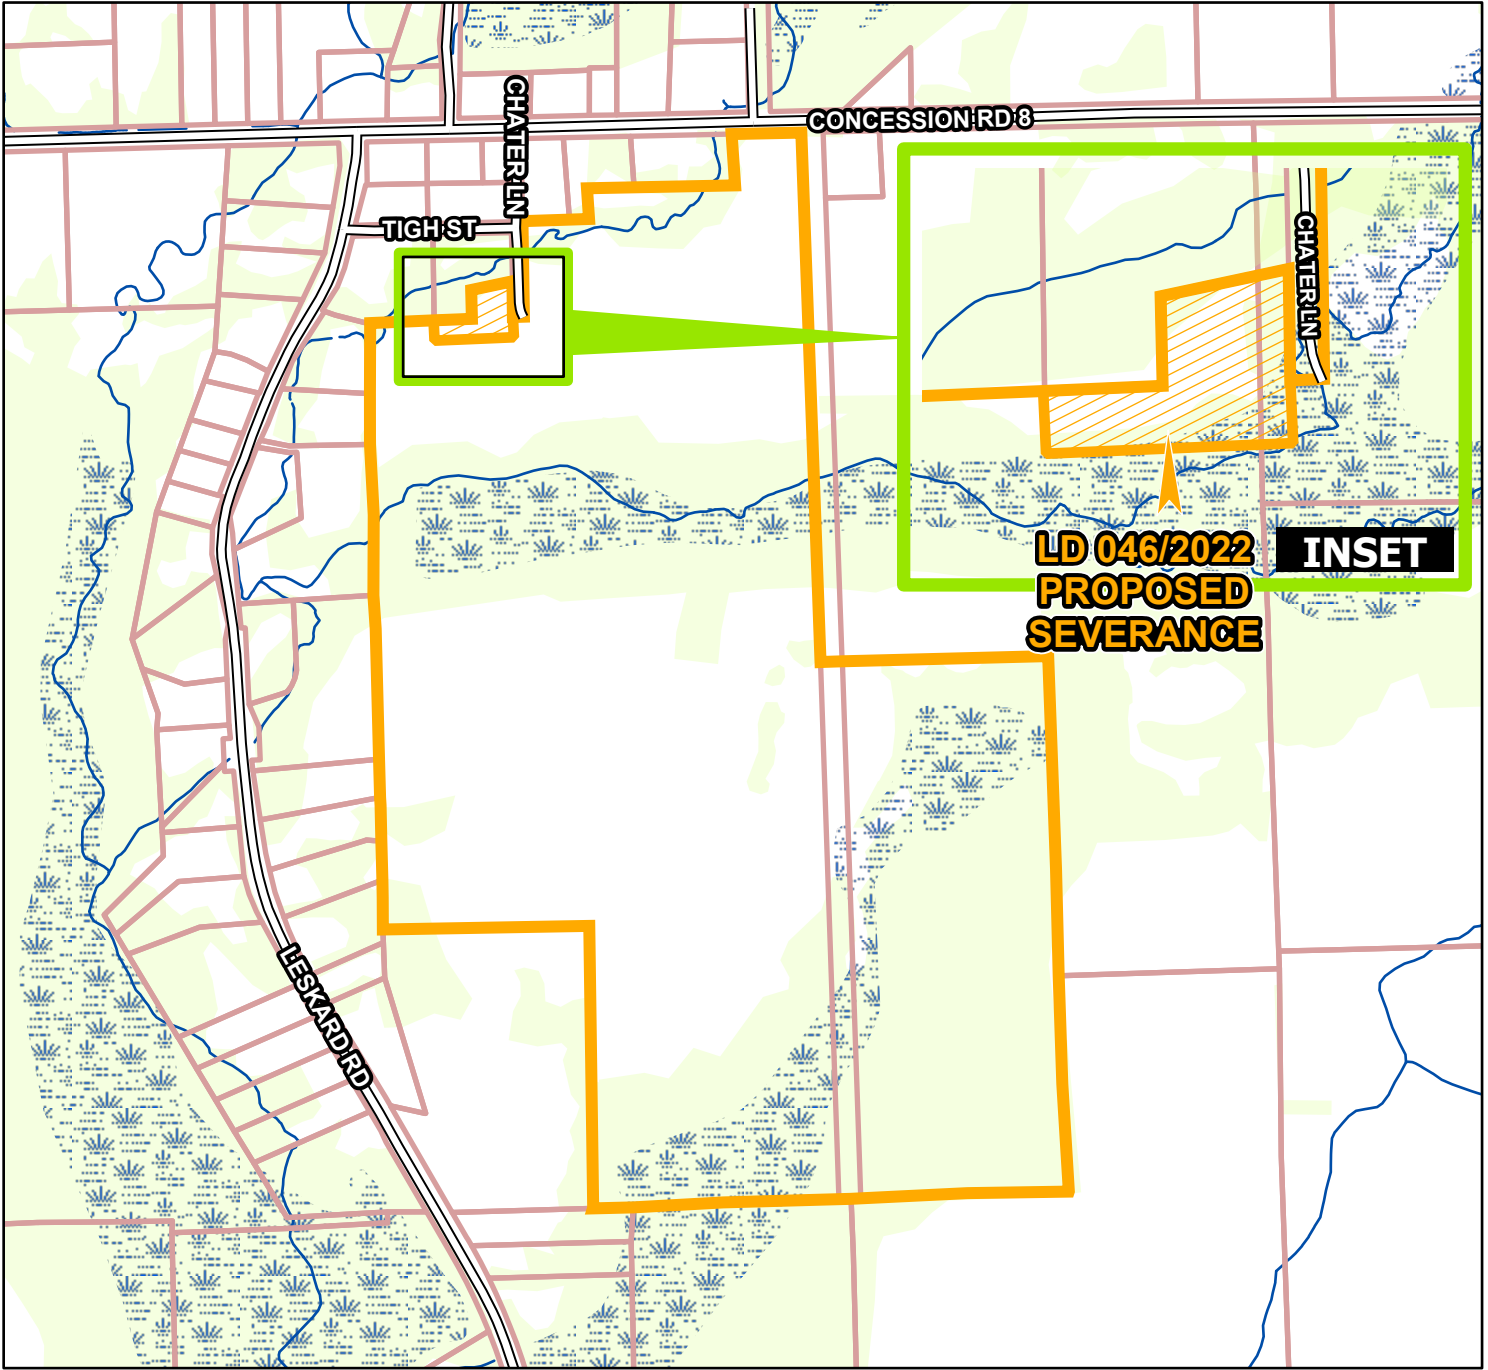 CONCESSION RD 8
CHATER LN
TIGH ST
CHATER LN
LD 046/2022
PROPOSED
SEVERANCE
INSET
LESKARD RD